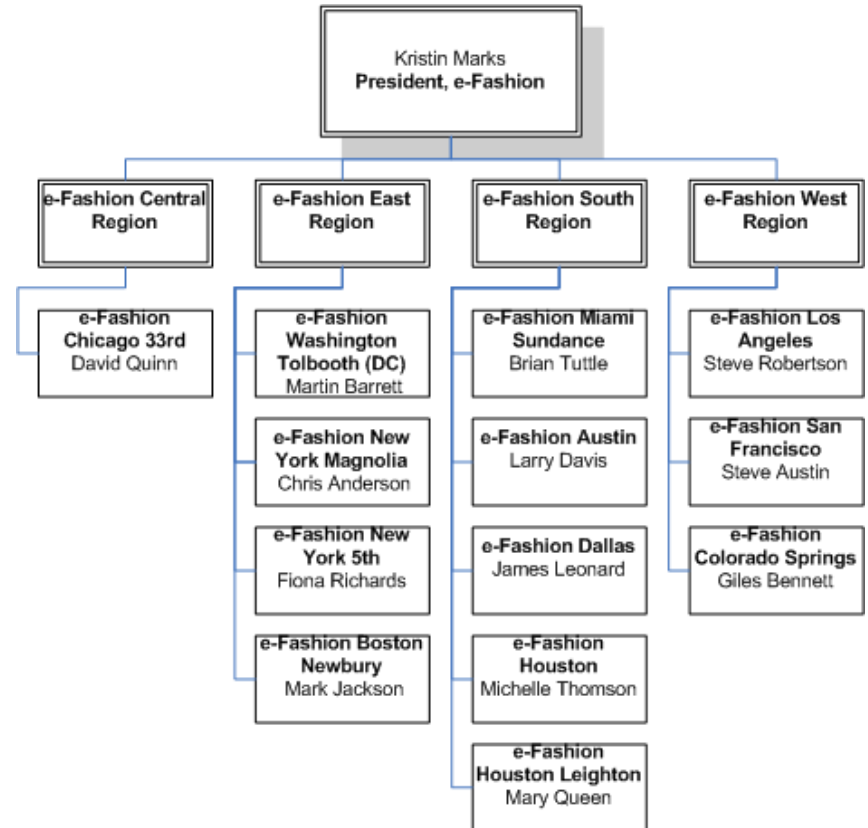 Kristin Marks
President, e-Fashion
e-Fashion Central
Region
e-Fashion East
Region
e-Fashion South
Region
e-Fashion West
Region
e-Fashion
Chicago 33rd
David Quinn
e-Fashion
Washington
Tolbooth (DC)
Martin Barrett
e-Fashion New
York Magnolia
Chris Anderson
e-Fashion New
York 5th
Fiona Richards
e-Fashion Boston
Newbury
Mark Jackson
e-Fashion Miami
Sundance
Brian Tuttle
e-Fashion Austin
Larry Davis
e-Fashion Dallas
James Leonard
e-Fashion
Houston
Michelle Thomson
e-Fashion
Houston Leighton
Mary Queen
e-Fashion Los
Angeles
Steve Robertson
e-Fashion San
Francisco
Steve Austin
e-Fashion
Colorado Springs
Giles Bennett